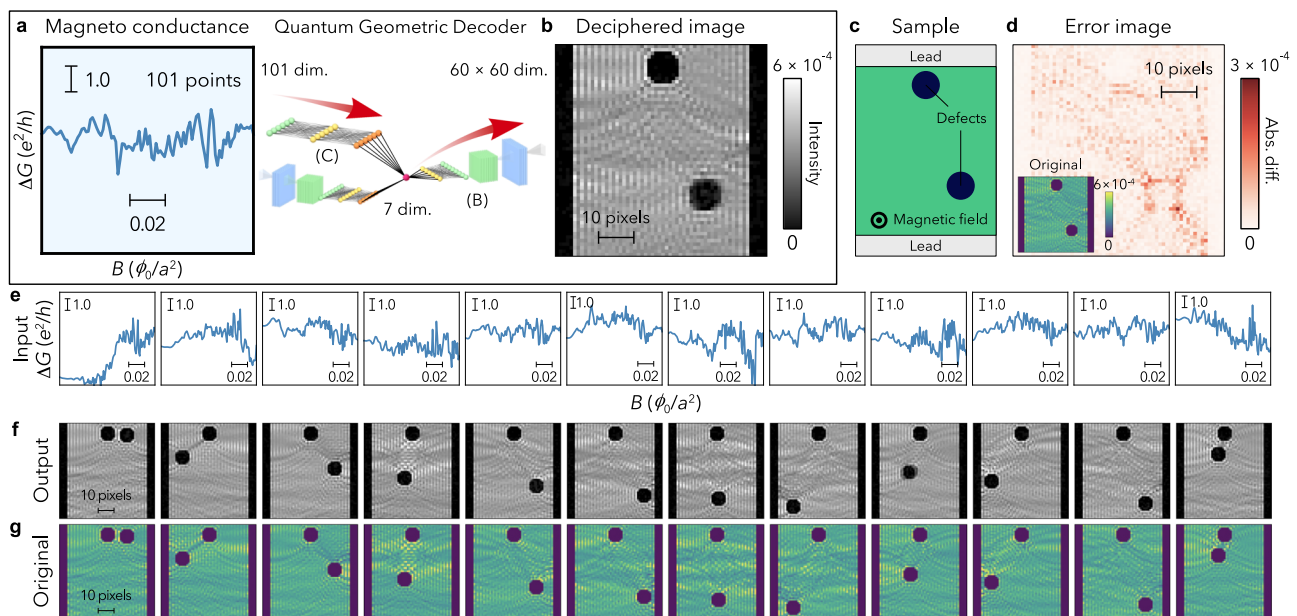 a Magneto conductance
Quantum Geometric Decoder
b Deciphered image
c Sample
d Error image
1.0
101 points
ΔG (e²/h)
0.02
B (ϕ₀/a²)
101 dim.
60 × 60 dim.
(C)
7 dim.
(B)
10 pixels
6 × 10⁻⁴
Intensity
0
Lead
Defects
Magnetic field
Lead
10 pixels
3 × 10⁻⁴
Abs. diff.
0
Original
6×10⁻⁴
0
e
Input
ΔG (e²/h)
1.0 1.0 1.0 1.0 1.0 1.0 1.0 1.0 1.0 1.0 1.0 1.0
0.02 0.02 0.02 0.02 0.02 0.02 0.02 0.02 0.02 0.02 0.02 0.02
B (ϕ₀/a²)
f
Output
10 pixels
g
Original
10 pixels